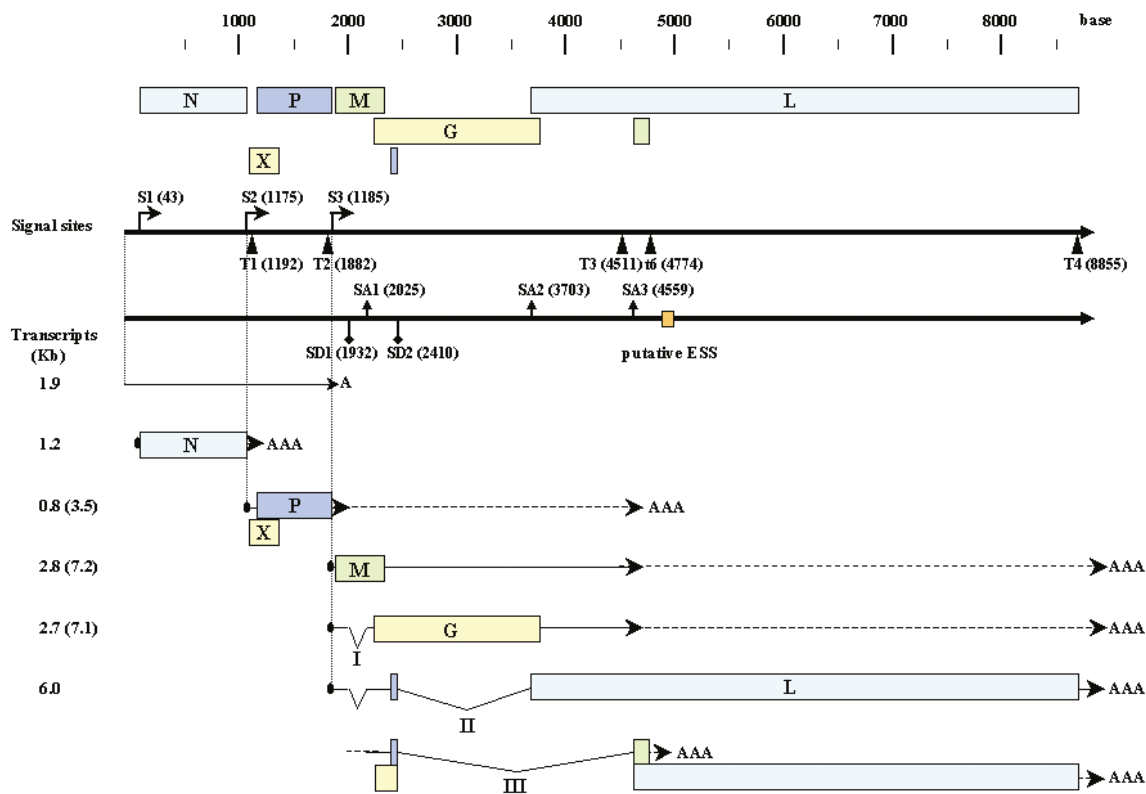 1000 2000 3000 4000 5000 6000 7000 8000 base
N P M L
G
X
S1 (43) S2 (1175) S3 (1185)
Signal sites
T1 (1192) T2 (1882) T3 (4511) t6 (4774) T4 (8855)
SA1 (2025) SA2 (3703) SA3 (4559)
Transcripts
(Kb)
SD1 (1932) SD2 (2410) putative ESS
1.9 A
1.2 N AAA
0.8 (3.5) P AAA
X
2.8 (7.2) M AAA
2.7 (7.1) G AAA
I
6.0 L AAA
II
AAA
III AAA